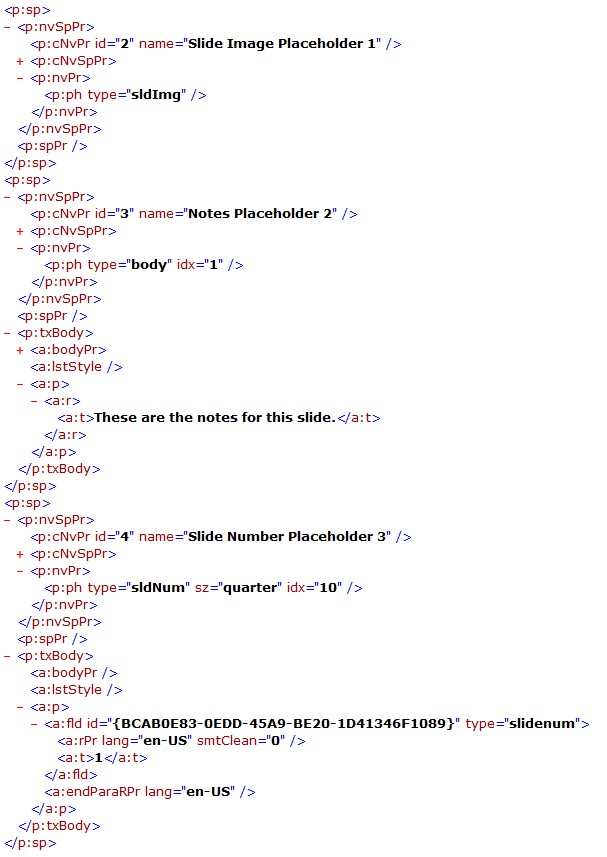 <p:sp>
- <p:nvSpPr>
<p:cNvPr id="2" name="Slide Image Placeholder 1" />
+ <p:cNvSpPr>
- <p:nvPr>
<p:ph type="sldImg" />
</p:nvPr>
</p:nvSpPr>
<p:spPr />
</p:sp>
<p:sp>
- <p:nvSpPr>
<p:cNvPr id="3" name="Notes Placeholder 2" />
+ <p:cNvSpPr>
- <p:nvPr>
<p:ph type="body" idx="1" />
</p:nvPr>
</p:nvSpPr>
<p:spPr />
- <p:txBody>
+ <a:bodyPr>
<a:lstStyle />
- <a:p>
- <a:r>
<a:t>These are the notes for this slide.</a:t>
</a:r>
</a:p>
</p:txBody>
</p:sp>
<p:sp>
- <p:nvSpPr>
<p:cNvPr id="4" name="Slide Number Placeholder 3" />
+ <p:cNvSpPr>
- <p:nvPr>
<p:ph type="sldNum" sz="quarter" idx="10" />
</p:nvPr>
</p:nvSpPr>
<p:spPr />
- <p:txBody>
<a:bodyPr />
<a:lstStyle />
- <a:p>
- <a:fld id="{BCAB0E83-0EDD-45A9-BE20-1D41346F1089}" type="slidenum">
<a:rPr lang="en-US" smtClean="0" />
<a:t>1</a:t>
</a:fld>
<a:endParaRPr lang="en-US" />
</a:p>
</p:txBody>
</p:sp>